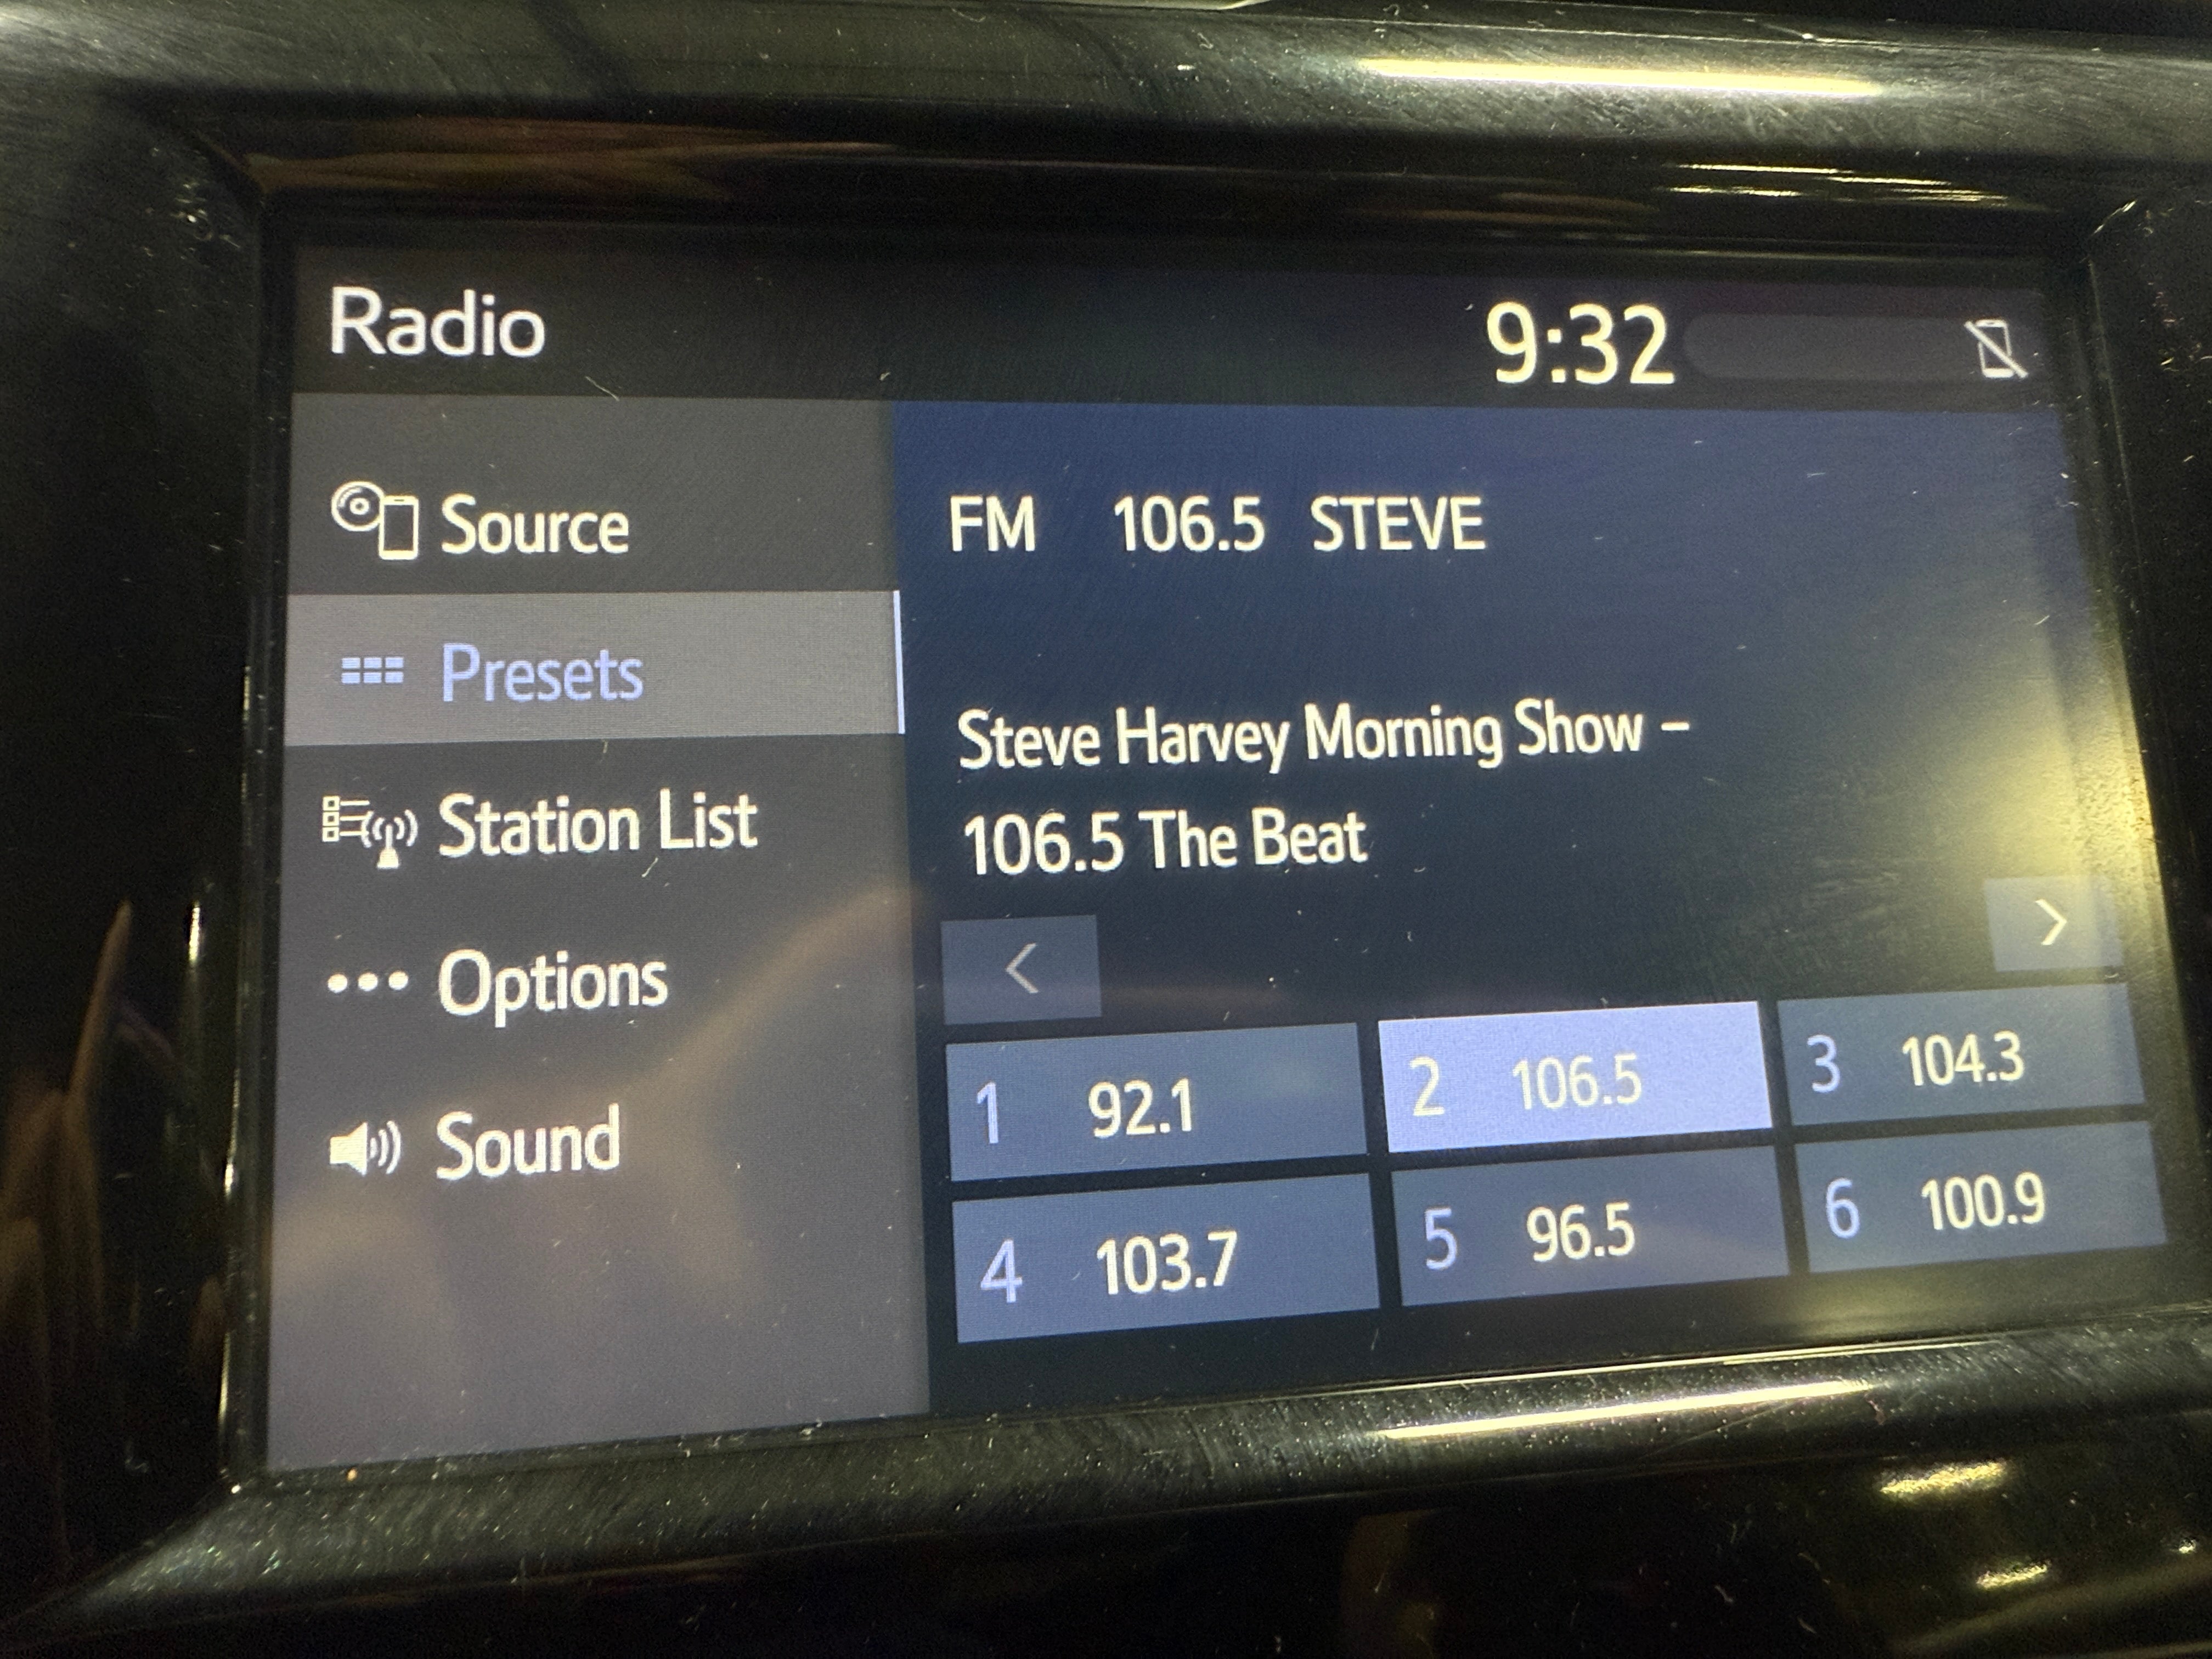 Radio
9:32
Source
Presets
Station List
Options
Sound
FM 106.5 STEVE
Steve Harvey Morning Show –
106.5 The Beat
1 92.1
2 106.5
3 104.3
4 103.7
5 96.5
6 100.9